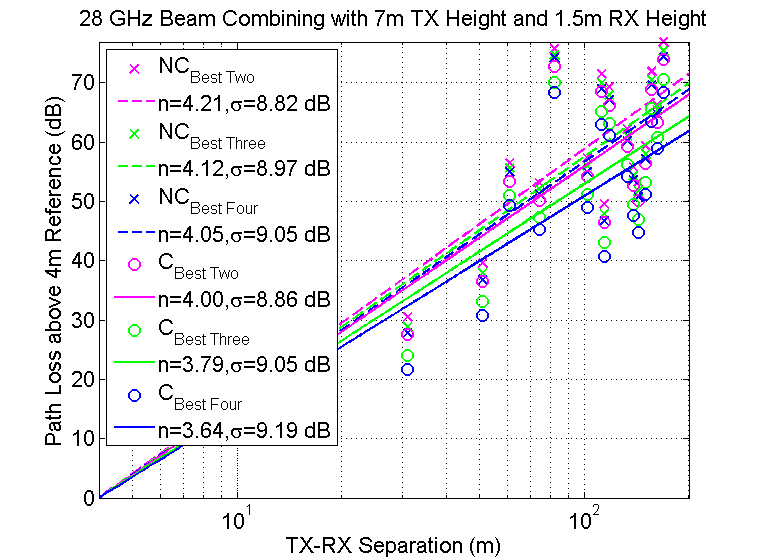 28 GHz Beam Combining with 7m TX Height and 1.5m RX Height
Path Loss above 4m Reference (dB)
70
60
50
40
30
20
10
0
NC Best Two
n=4.21,σ=8.82 dB
NC Best Three
n=4.12,σ=8.97 dB
NC Best Four
n=4.05,σ=9.05 dB
C Best Two
n=4.00,σ=8.86 dB
C Best Three
n=3.79,σ=9.05 dB
C Best Four
n=3.64,σ=9.19 dB
10^1 10^2
TX-RX Separation (m)